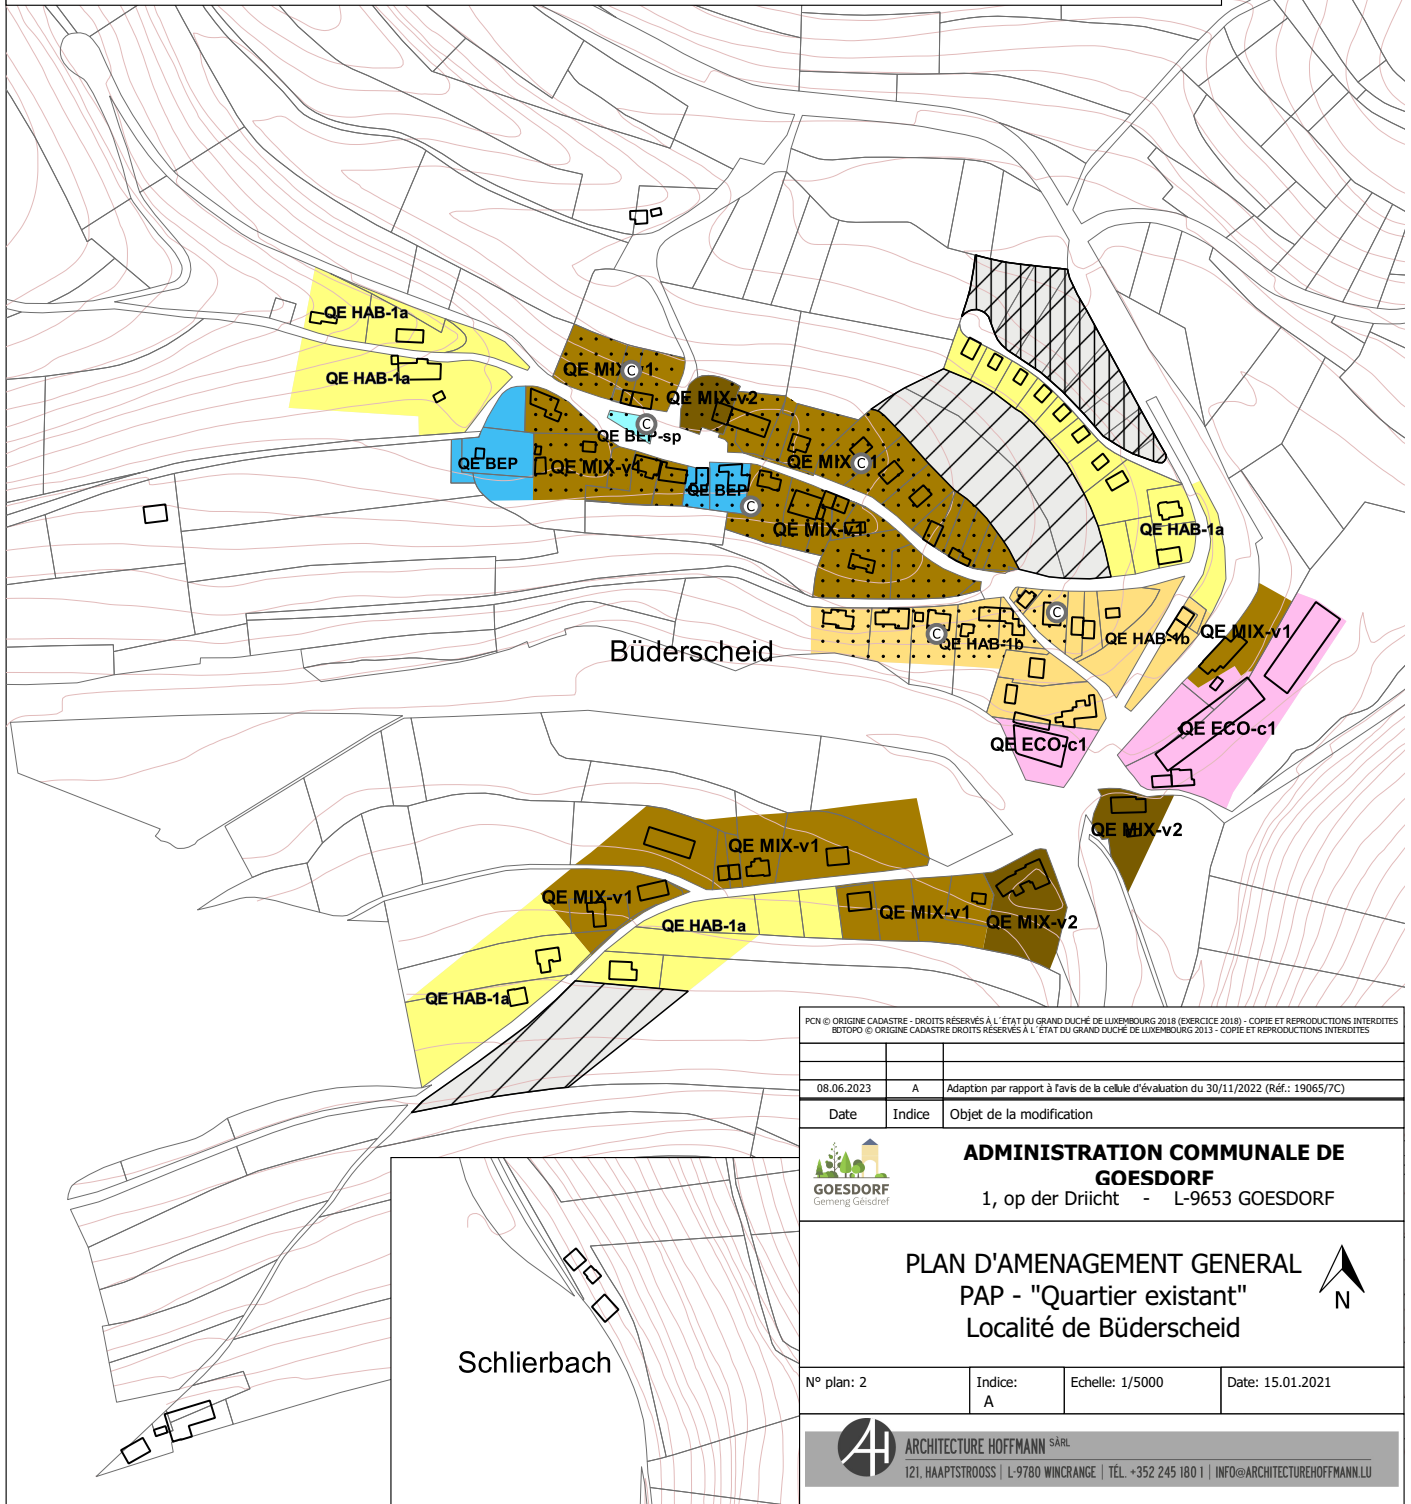 QE HAB-1a
QE HAB-1a
QE MIX-v1
C
QE MIX-v2
C
QE BEP-sp
QE BEP
QE MIX-v1
QE MIX-v1
C
QE BEP
C
QE MIX-v1
QE HAB-1a
C
C
QE HAB-1b
QE HAB-1b
QE MIX-v1
Büderscheid
QE ECO-c1
QE ECO-c1
QE MIX-v2
QE MIX-v1
QE MIX-v1
QE HAB-1a
QE MIX-v1
QE MIX-v2
QE HAB-1a
PCN © ORIGINE CADASTRE - DROITS RÉSERVÉS À L´ÉTAT DU GRAND DUCHÉ DE LUXEMBOURG 2018 (EXERCICE 2018) - COPIE ET REPRODUCTIONS INTERDITES
BDTOPO © ORIGINE CADASTRE DROITS RÉSERVÉS À L´ÉTAT DU GRAND DUCHÉ DE LUXEMBOURG 2013 - COPIE ET REPRODUCTIONS INTERDITES
08.06.2023 A Adaption par rapport à l'avis de la cellule d'évaluation du 30/11/2022 (Réf.: 19065/7C)
Date Indice Objet de la modification
GOESDORF
Gemeng Géisdref
ADMINISTRATION COMMUNALE DE
GOESDORF
1, op der Driicht - L-9653 GOESDORF
PLAN D'AMENAGEMENT GENERAL
PAP - "Quartier existant"
Localité de Büderscheid
N
Schlierbach
N° plan: 2 Indice: Echelle: 1/5000 Date: 15.01.2021
A
AH
ARCHITECTURE HOFFMANN SÀRL
121, HAAPTSTROOSS | L-9780 WINCRANGE | TÉL. +352 245 180 1 | INFO@ARCHITECTUREHOFFMANN.LU